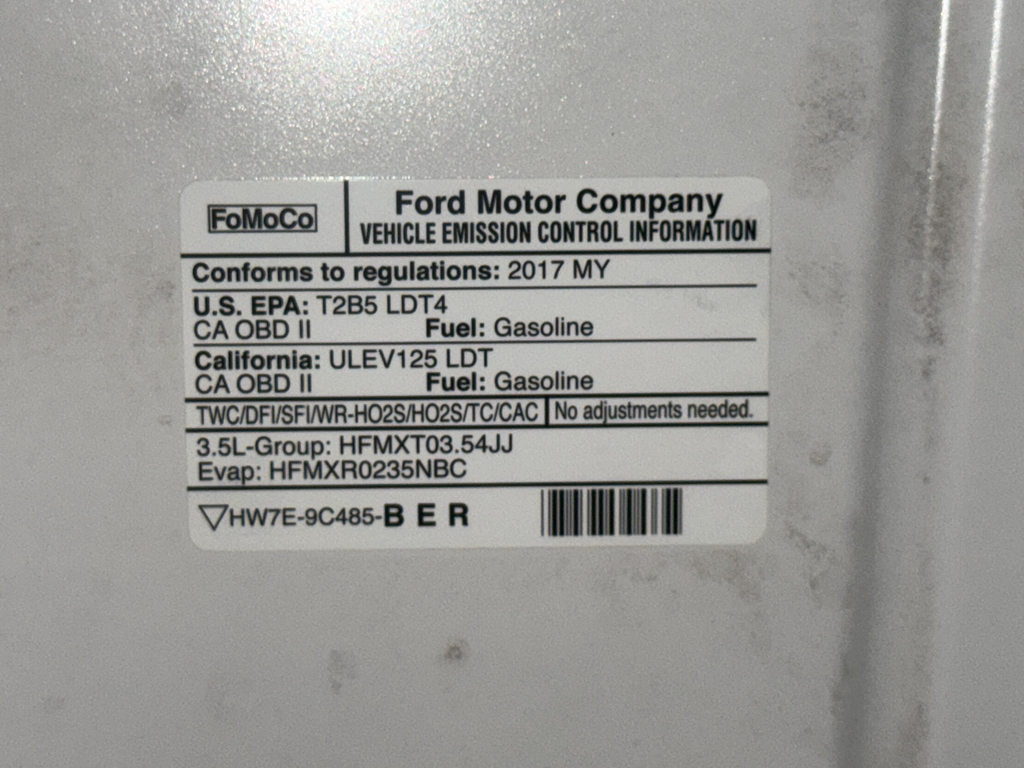 FoMoCo
Ford Motor Company
VEHICLE EMISSION CONTROL INFORMATION
Conforms to regulations: 2017 MY
U.S. EPA: T2B5 LDT4
CA OBD II Fuel: Gasoline
California: ULEV125 LDT
CA OBD II Fuel: Gasoline
TWC/DFI/SFI/WR-HO2S/HO2S/TC/CAC No adjustments needed.
3.5L-Group: HFMXT03.54JJ
Evap: HFMXR0235NBC
HW7E-9C485-B E R